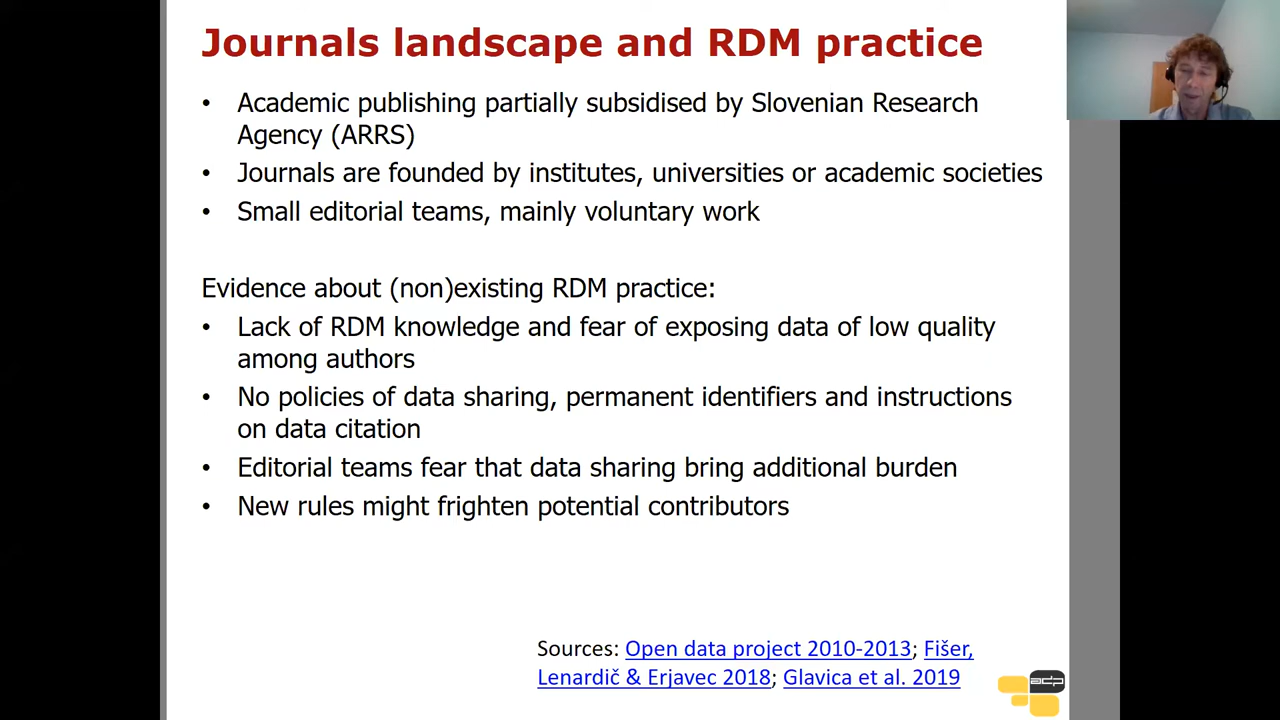 Journals landscape and RDM practice
• Academic publishing partially subsidised by Slovenian Research
Agency (ARRS)
• Journals are founded by institutes, universities or academic societies
• Small editorial teams, mainly voluntary work
Evidence about (non)existing RDM practice:
• Lack of RDM knowledge and fear of exposing data of low quality
among authors
• No policies of data sharing, permanent identifiers and instructions
on data citation
• Editorial teams fear that data sharing bring additional burden
• New rules might frighten potential contributors
Sources: Open data project 2010-2013; Fišer,
Lenardič & Erjavec 2018; Glavica et al. 2019
adp